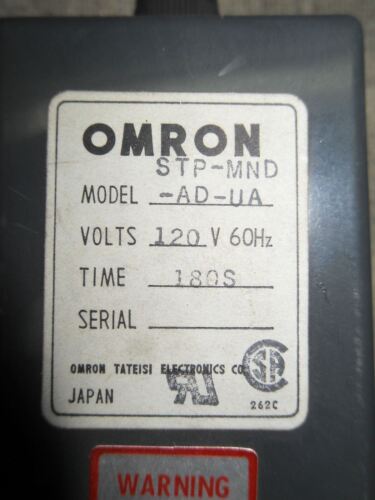 OMRON
STP-MND
MODEL -AD-UA
VOLTS 120 V 60Hz
TIME 180S
SERIAL
OMRON TATEISI ELECTRONICS CO.
JAPAN
262C
WARNING